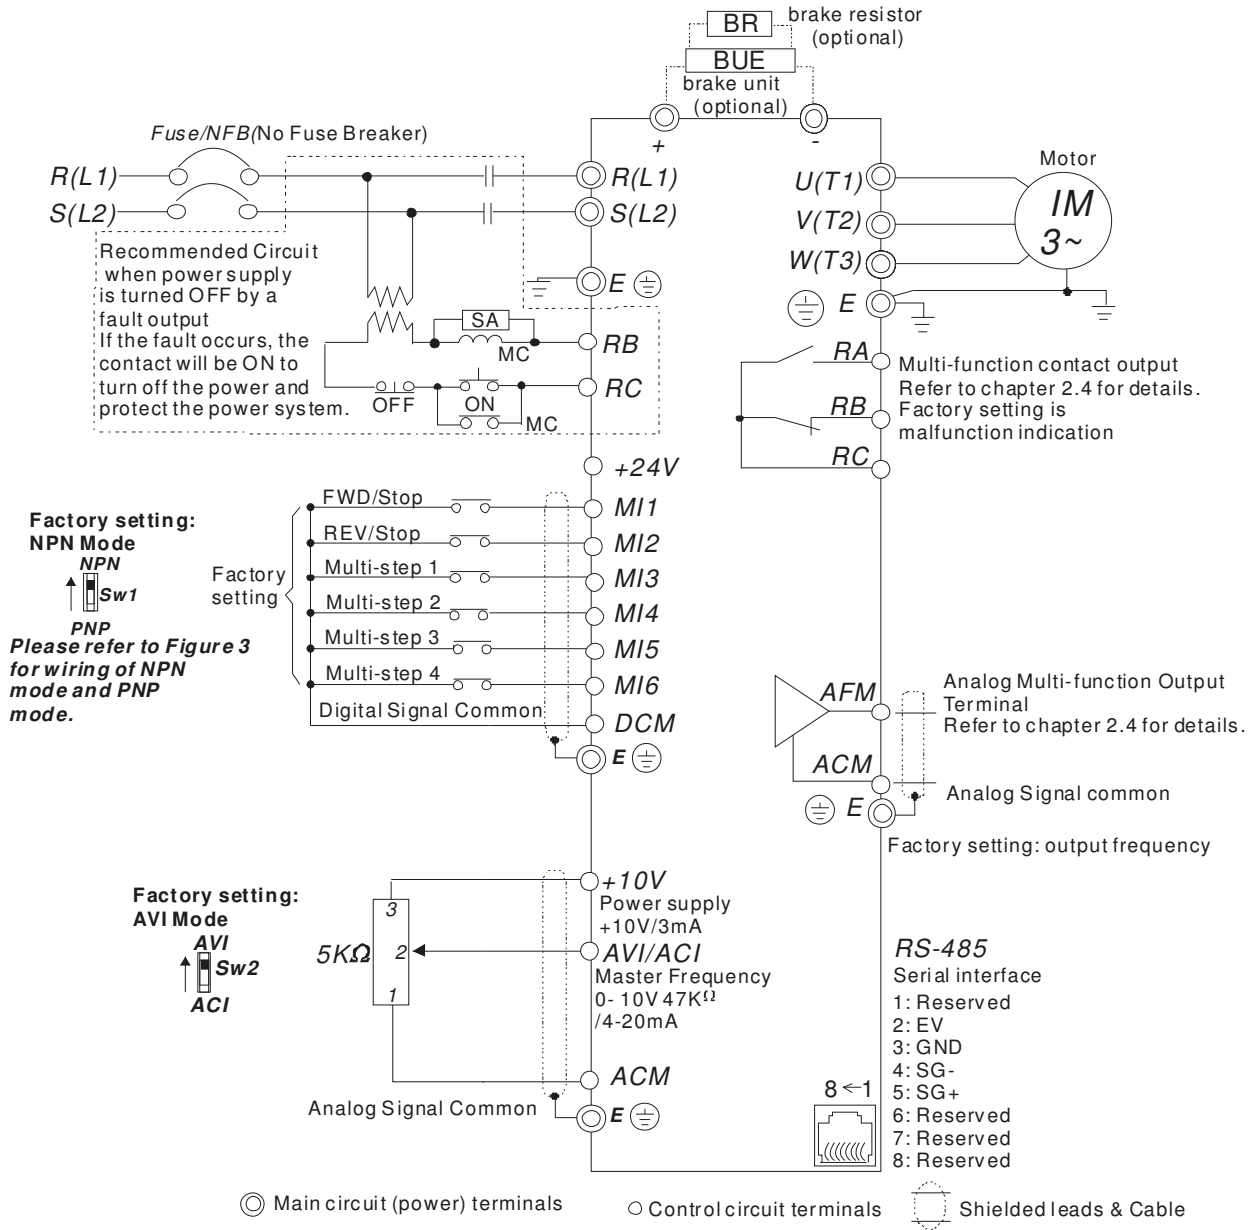 BR
brake resistor
(optional)
BUE
brake unit
(optional)
+
-
Fuse/NFB(No Fuse Breaker)
R(L1)
S(L2)
R(L1)
S(L2)
E
Recommended Circuit
when power supply
is turned OFF by a
fault output
If the fault occurs, the
contact will be ON to
turn off the power and
protect the power system.
SA
MC
RB
OFF
ON
MC
RC
Motor
IM
3~
U(T1)
V(T2)
W(T3)
E
RA
RB
RC
Multi-function contact output
Refer to chapter 2.4 for details.
Factory setting is
malfunction indication
+24V
Factory setting:
NPN Mode
NPN
Sw1
PNP
Please refer to Figure 3
for wiring of NPN
mode and PNP
mode.
Factory
setting
FWD/Stop
MI1
REV/Stop
MI2
Multi-step 1
MI3
Multi-step 2
MI4
Multi-step 3
MI5
Multi-step 4
MI6
Digital Signal Common
DCM
E
AFM
Analog Multi-function Output
Terminal
Refer to chapter 2.4 for details.
ACM
Analog Signal common
E
Factory setting: output frequency
Factory setting:
AVI Mode
AVI
Sw2
ACI
5KΩ
3
2
1
+10V
Power supply
+10V/3mA
AVI/ACI
Master Frequency
0- 10V 47KΩ
/4-20mA
ACM
Analog Signal Common
E
RS-485
Serial interface
1: Reserved
2: EV
3: GND
4: SG-
5: SG+
6: Reserved
7: Reserved
8: Reserved
8←1
Main circuit (power) terminals
Control circuit terminals
Shielded leads & Cable